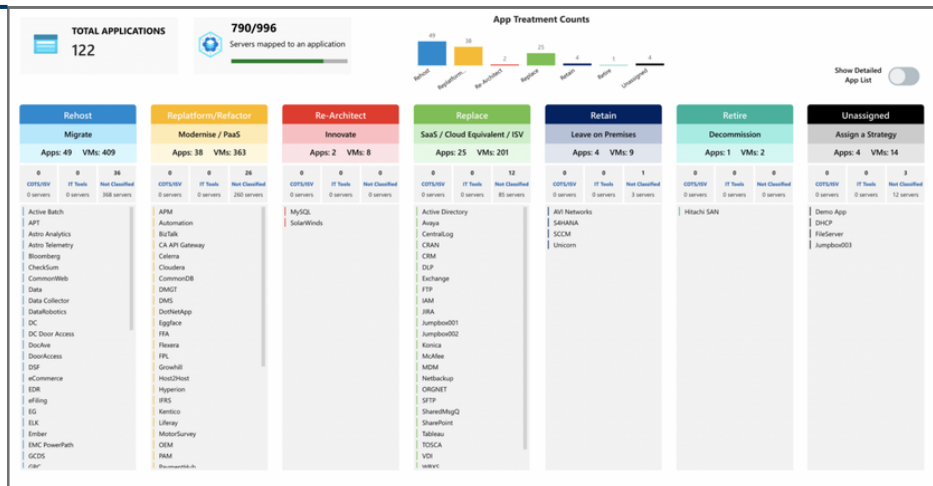 TOTAL APPLICATIONS
122
790/996
Servers mapped to an application
App Treatment Counts
49
38
2
25
4
1
4
Rehost
Replatform...
Re-Architect
Replace
Retain
Retire
Unassigned
Show Detailed
App List
Rehost
Migrate
Apps: 49 VMs: 409
0 0 36
COTS/ISV IT Tools Not Classified
0 servers 0 servers 368 servers
Active Batch
APT
Astro Analytics
Astro Telemetry
Bloomberg
CheckSum
CommonWeb
Data
Data Collector
DataRobotics
DC
DC Door Access
DocAve
DoorAccess
DSF
eCommerce
EDR
eFiling
EG
ELK
Ember
EMC PowerPath
GCDS
GRC
Replatform/Refactor
Modernise / PaaS
Apps: 38 VMs: 363
0 0 26
COTS/ISV IT Tools Not Classified
0 servers 0 servers 260 servers
APM
Automation
BizTalk
CA API Gateway
Celerra
Cloudera
CommonDB
DMGT
DMS
DotNetApp
Eggface
FFA
Flexera
FPL
Growhill
Host2Host
Hyperion
IFRS
Kentico
Liferay
MotorSurvey
OEM
PAM
PaymentHub
Re-Architect
Innovate
Apps: 2 VMs: 8
0 0 0
COTS/ISV IT Tools Not Classified
0 servers 0 servers 0 servers
MySQL
SolarWinds
Replace
SaaS / Cloud Equivalent / ISV
Apps: 25 VMs: 201
0 0 12
COTS/ISV IT Tools Not Classified
0 servers 0 servers 85 servers
Active Directory
Avaya
CentralLog
CRAN
CRM
DLP
Exchange
FTP
IAM
JIRA
Jumpbox001
Jumpbox002
Konica
McAfee
MDM
Netbackup
ORGNET
SFTP
SharedMsgQ
SharePoint
Tableau
TOSCA
VDI
Retain
Leave on Premises
Apps: 4 VMs: 9
0 0 1
COTS/ISV IT Tools Not Classified
0 servers 0 servers 3 servers
AVI Networks
S4HANA
SCCM
Unicorn
Retire
Decommission
Apps: 1 VMs: 2
0 0 0
COTS/ISV IT Tools Not Classified
0 servers 0 servers 0 servers
Hitachi SAN
Unassigned
Assign a Strategy
Apps: 4 VMs: 14
0 0 3
COTS/ISV IT Tools Not Classified
0 servers 0 servers 12 servers
Demo App
DHCP
FileServer
Jumpbox003